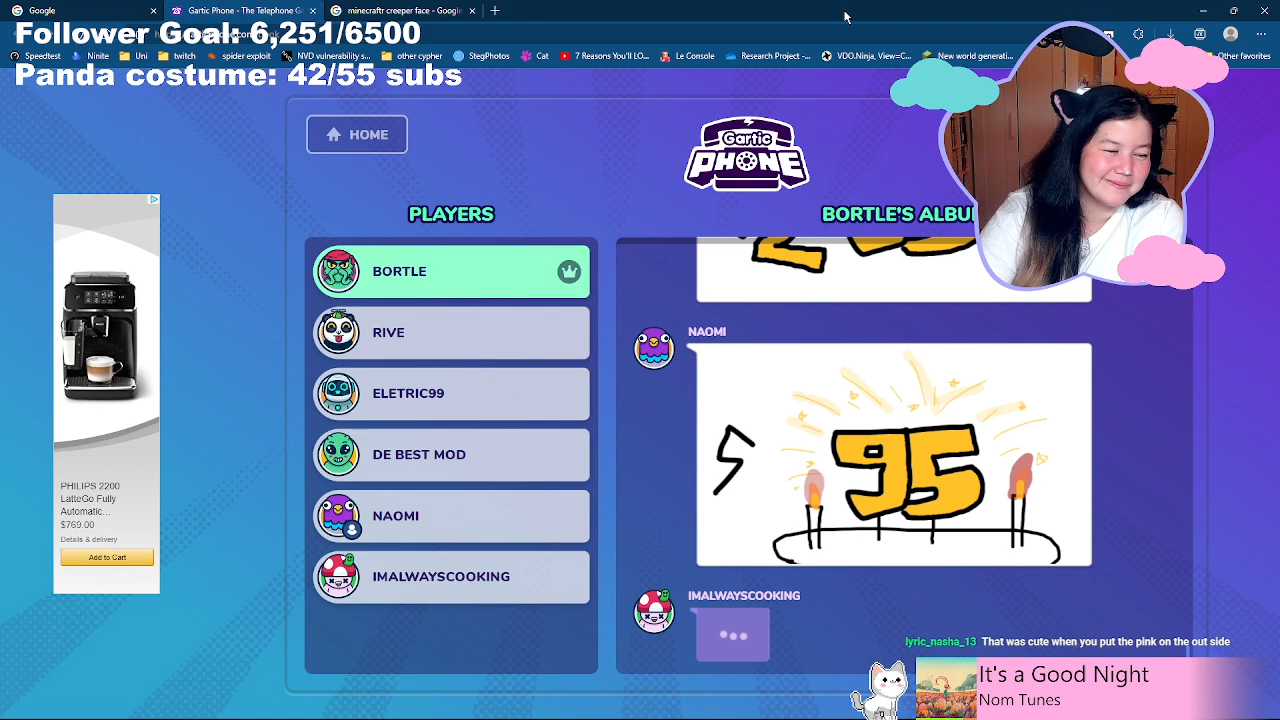 Google
Gartic Phone - The Telephone Ga
minecraftr creeper face - Google
Follower Goal: 6,251/6500
Speedtest
Ninite
Uni
twitch
spider exploit
NVD vulnerability s...
other cypher
StegPhotos
Cat
7 Reasons You'll LO...
Le Conscole
Research Project -...
VDO.Ninja, View=C...
New world generati...
Other favorites
Panda costume: 42/55 subs
HOME
Gartic
PHONE
PLAYERS
BORTLE'S ALBU
BORTLE
RIVE
ELETRIC99
DE BEST MOD
NAOMI
IMALWAYSCOOKING
NAOMI
95
IMALWAYSCOOKING
PHILIPS 2200
LatteGo Fully
Automatic...
$769.00
Details & delivery
Add to Cart
lyric_nasha_13 That was cute when you put the pink on the out side
It's a Good Night
Nom Tunes